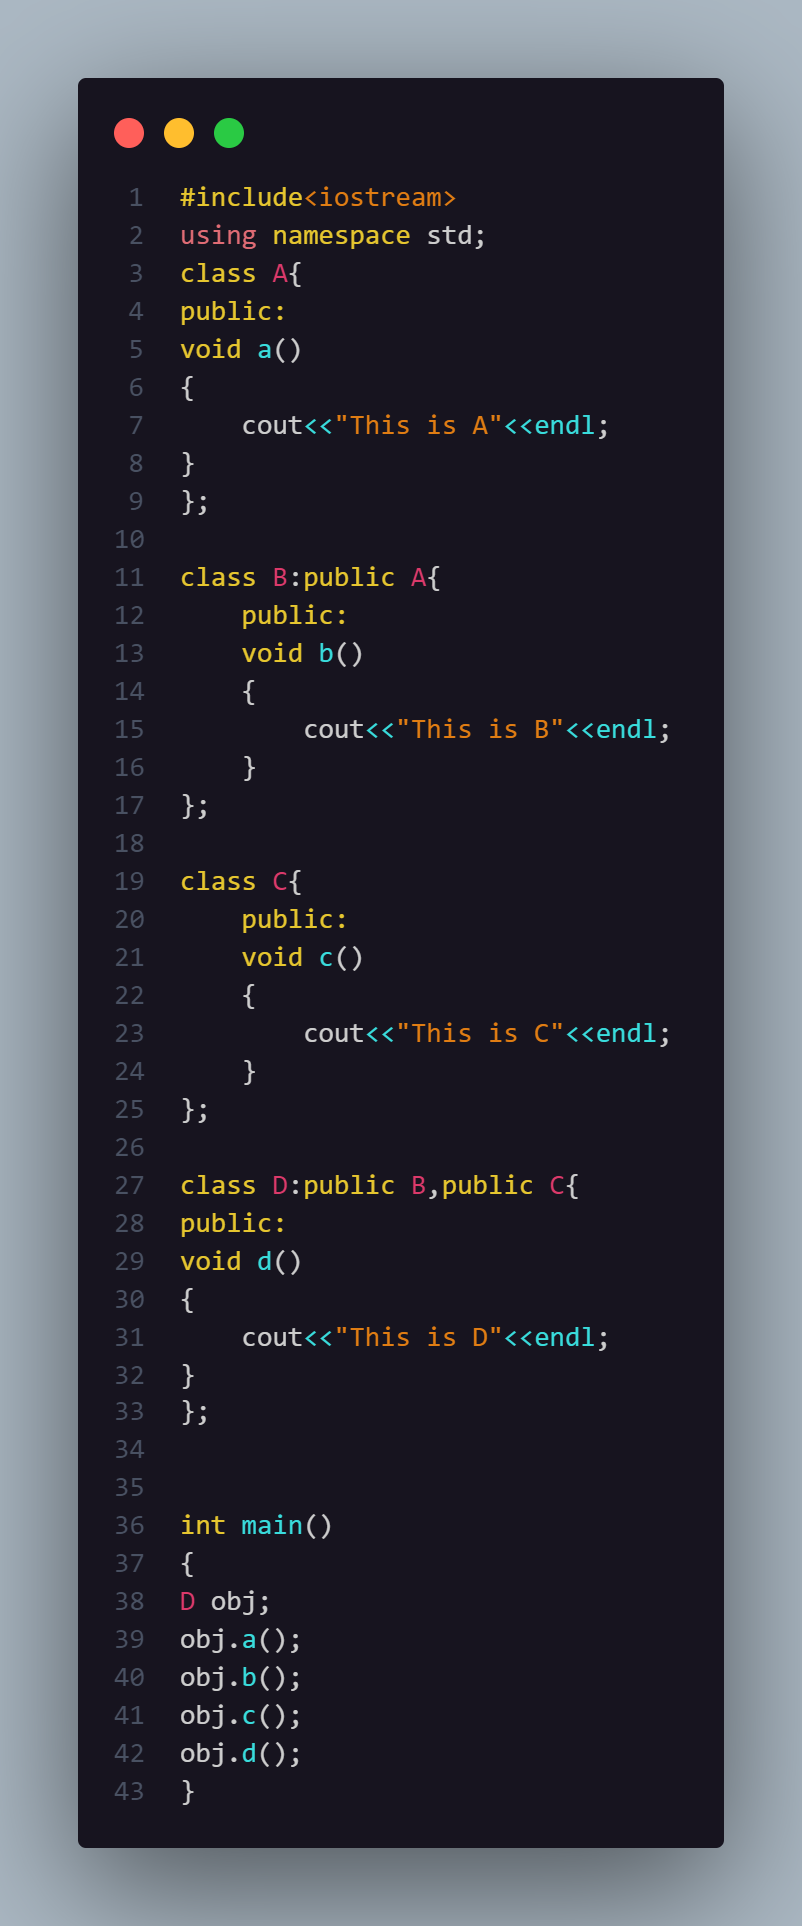 1 #include<iostream>
2 using namespace std;
3 class A{
4 public:
5 void a()
6 {
7     cout<<"This is A"<<endl;
8 }
9 };
10
11 class B:public A{
12     public:
13     void b()
14     {
15         cout<<"This is B"<<endl;
16     }
17 };
18
19 class C{
20     public:
21     void c()
22     {
23         cout<<"This is C"<<endl;
24     }
25 };
26
27 class D:public B,public C{
28 public:
29 void d()
30 {
31     cout<<"This is D"<<endl;
32 }
33 };
34
35
36 int main()
37 {
38 D obj;
39 obj.a();
40 obj.b();
41 obj.c();
42 obj.d();
43 }